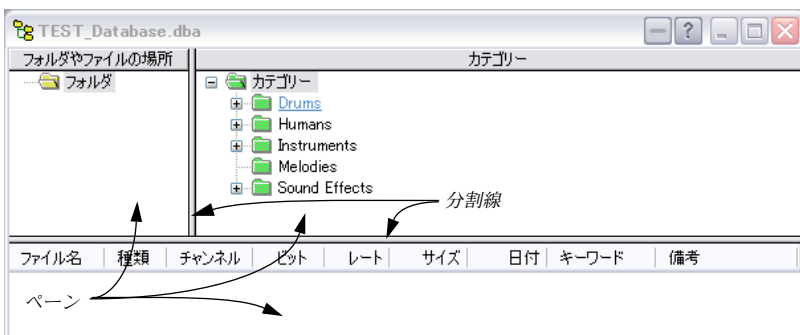 TEST_Database.dba
フォルダやファイルの場所
カテゴリー
フォルダ
カテゴリー
Drums
Humans
Instruments
Melodies
Sound Effects
分割線
ファイル名 種類 チャンネル ビット レート サイズ 日付 キーワード 備考
ペーン